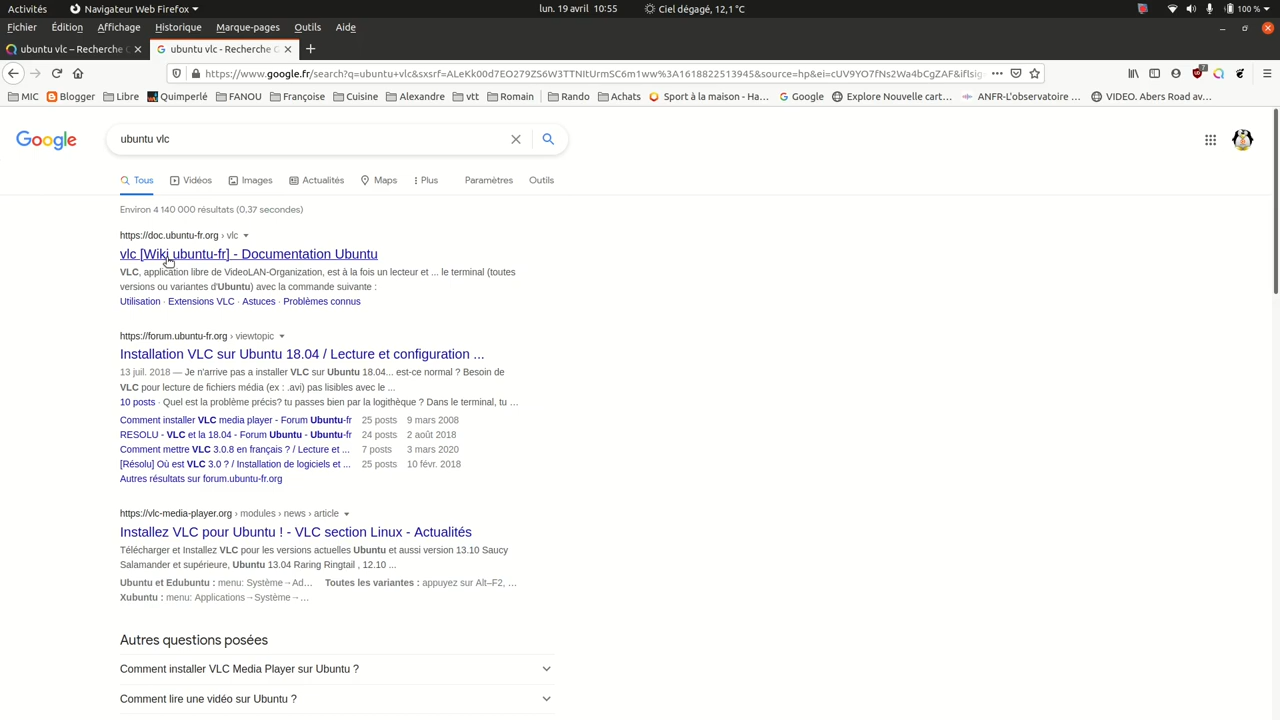 Activités
Navigateur Web Firefox
lun. 19 avril 10:55
Ciel dégagé, 12,1 °C
100 %
Fichier Édition Affichage Historique Marque-pages Outils Aide
ubuntu vlc – Recherche
ubuntu vlc - Recherche G
https://www.google.fr/search?q=ubuntu+vlc&sxsrf=ALeKk00d7ED279ZS6W3TTNItUrmSC6m1ww%3A1618822513945&source=hp&ei=cUV9YO7fNs2Wa4bCgZAF&iflsig
MIC Blogger Libre Quimperlé FANOU Françoise Cuisine Alexandre vtt Romain Rando Achats Sport à la maison - Ha… Google Explore Nouvelle cart… ANFR-L'observatoire … VIDEO. Abers Road av…
Google
ubuntu vlc
Tous Vidéos Images Actualités Maps Plus Paramètres Outils
Environ 4 140 000 résultats (0,37 secondes)
https://doc.ubuntu-fr.org › vlc
vlc [Wiki ubuntu-fr] - Documentation Ubuntu
VLC, application libre de VideoLAN-Organization, est à la fois un lecteur et ... le terminal (toutes
versions ou variantes d'Ubuntu) avec la commande suivante :
Utilisation · Extensions VLC · Astuces · Problèmes connus
https://forum.ubuntu-fr.org › viewtopic
Installation VLC sur Ubuntu 18.04 / Lecture et configuration ...
13 juil. 2018 — Je n'arrive pas a installer VLC sur Ubuntu 18.04... est-ce normal ? Besoin de
VLC pour lecture de fichiers média (ex : .avi) pas lisibles avec le ...
10 posts · Quel est la problème précis? tu passes bien par la logithèque ? Dans le terminal, tu …
Comment installer VLC media player - Forum Ubuntu-fr 25 posts 9 mars 2008
RESOLU - VLC et la 18.04 - Forum Ubuntu - Ubuntu-fr 24 posts 2 août 2018
Comment mettre VLC 3.0.8 en français ? / Lecture et ... 7 posts 3 mars 2020
[Résolu] Où est VLC 3.0 ? / Installation de logiciels et ... 25 posts 10 févr. 2018
Autres résultats sur forum.ubuntu-fr.org
https://vlc-media-player.org › modules › news › article
Installez VLC pour Ubuntu ! - VLC section Linux - Actualités
Télécharger et Installez VLC pour les versions actuelles Ubuntu et aussi version 13.10 Saucy
Salamander et supérieure, Ubuntu 13.04 Raring Ringtail , 12.10 ...
Ubuntu et Edubuntu : menu: Système→Ad… Toutes les variantes : appuyez sur Alt–F2, …
Xubuntu : menu: Applications→Système→…
Autres questions posées
Comment installer VLC Media Player sur Ubuntu ?
Comment lire une vidéo sur Ubuntu ?